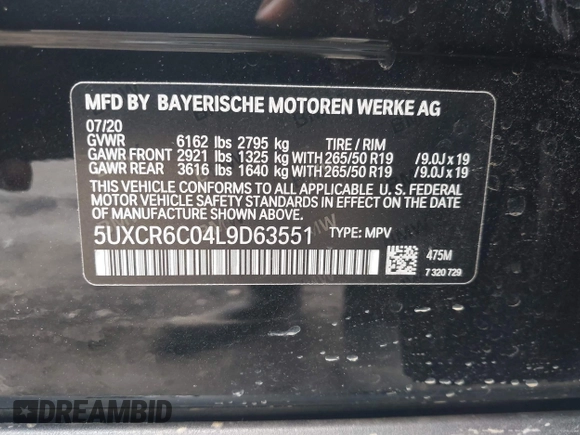 MFD BY BAYERISCHE MOTOREN WERKE AG
07/20
GVWR 6162 lbs 2795 kg TIRE / RIM
GAWR FRONT 2921 lbs 1325 kg WITH 265/50 R19 /9.0J x 19
GAWR REAR 3616 lbs 1640 kg WITH 265/50 R19 /9.0J x 19
THIS VEHICLE CONFORMS TO ALL APPLICABLE U. S. FEDERAL
MOTOR VEHICLE SAFETY STANDARDS IN EFFECT ON THE DATE
OF MANUFACTURE SHOWN ABOVE.
5UXCR6C04L9D63551 TYPE: MPV
475M
7 320 729
DREAMBID